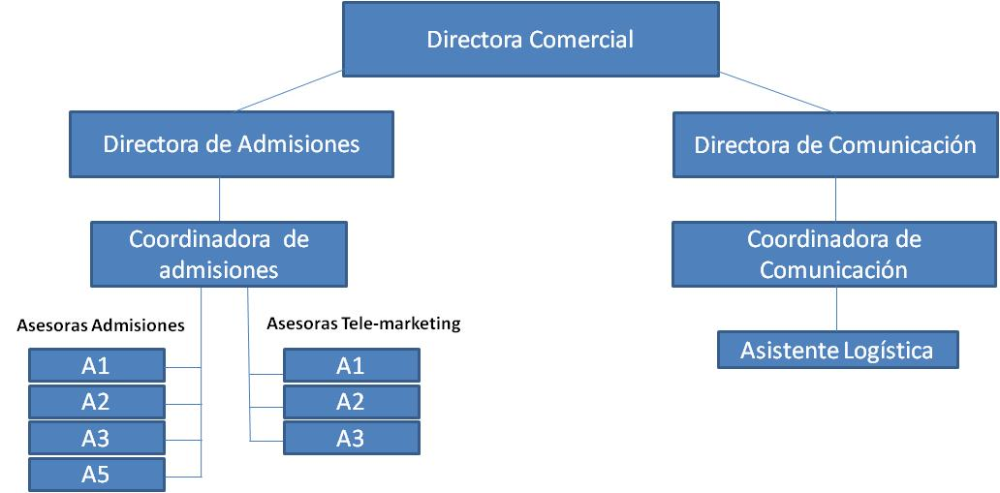 Directora Comercial
Directora de Admisiones
Directora de Comunicación
Coordinadora de
admisiones
Coordinadora de
Comunicación
Asesoras Admisiones
Asesoras Tele-marketing
Asistente Logística
A1
A2
A3
A5
A1
A2
A3